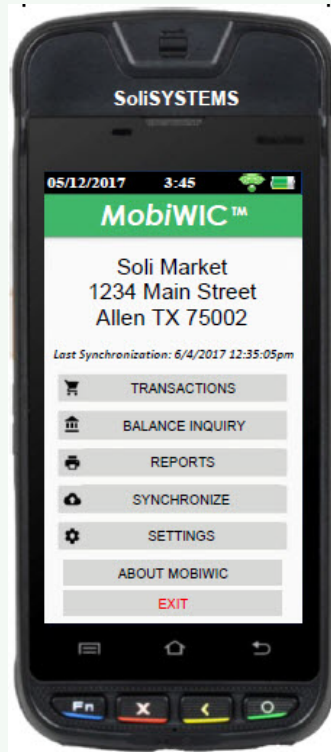 SoliSYSTEMS
05/12/2017 3:45
MobiWIC™
Soli Market
1234 Main Street
Allen TX 75002
Last Synchronization: 6/4/2017 12:35:05pm
TRANSACTIONS
BALANCE INQUIRY
REPORTS
SYNCHRONIZE
SETTINGS
ABOUT MOBIWIC
EXIT
Fn X < O